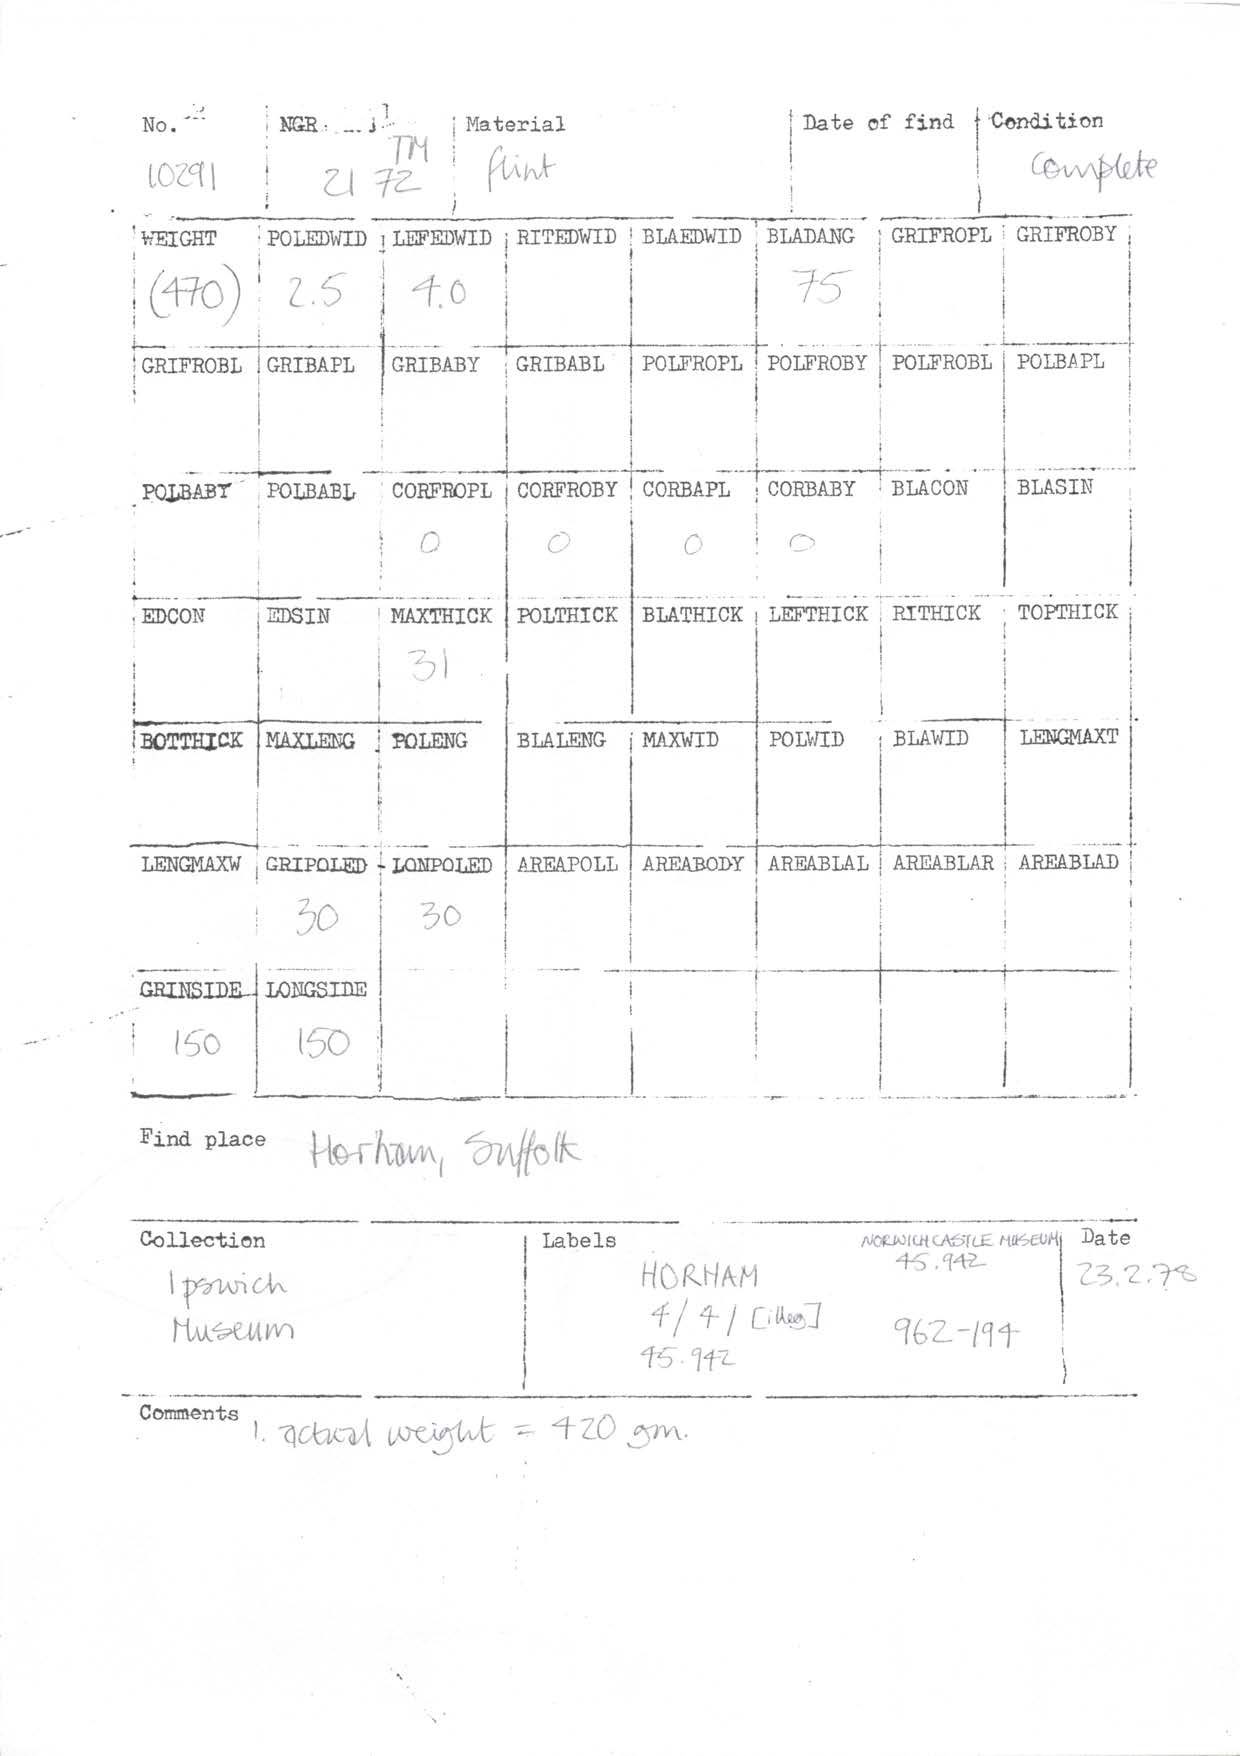 No. NGR Material Date of find Condition
10291 TM 21 72 flint complete
WEIGHT POLEDWID LEFEDWID RITEDWID BLAEDWID BLADANG GRIFROPL GRIFROBY
(470) 2.5 4.0 75
GRIFROBL GRIBAPL GRIBABY GRIBABL POLFROPL POLFROBY POLFROBL POLBAPL
POLBABY POLBABL CORFROPL CORFROBY CORBAPL CORBABY BLACON BLASIN
0 0 0 0
EDCON EDSIN MAXTHICK POLTHICK BLATHICK LEFTHICK RITHICK TOPTHICK
31
BOTTHICK MAXLENG POLENG BLALENG MAXWID POLWID BLAWID LENGMAXT
LENGMAXW GRIPOLED LONPOLED AREAPOLL AREABODY AREABLAL AREABLAR AREABLAD
30 30
GRINSIDE LONGSIDE
150 150
Find place Horham, Suffolk
Collection Labels NORWICH CASTLE MUSEUM Date
45.942
Ipswich HORHAM 23.2.78
Museum 4/4/[illeg] 962-194
45.942
Comments 1. actual weight = 420 gm.